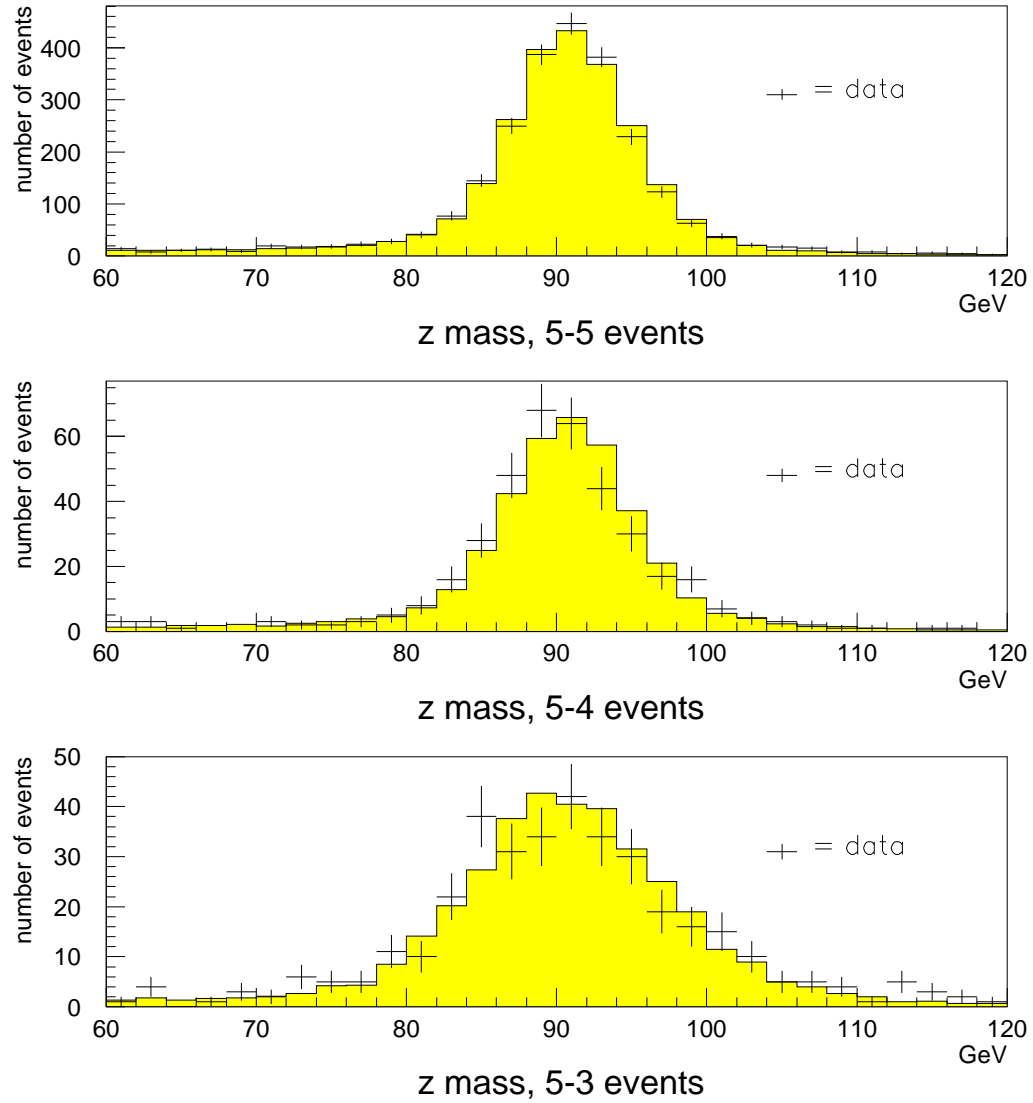 number of events
400
300
200
100
0
= data
60 70 80 90 100 110 120
GeV
z mass, 5-5 events
number of events
60
40
20
0
= data
60 70 80 90 100 110 120
GeV
z mass, 5-4 events
number of events
50
40
30
20
10
0
= data
60 70 80 90 100 110 120
GeV
z mass, 5-3 events